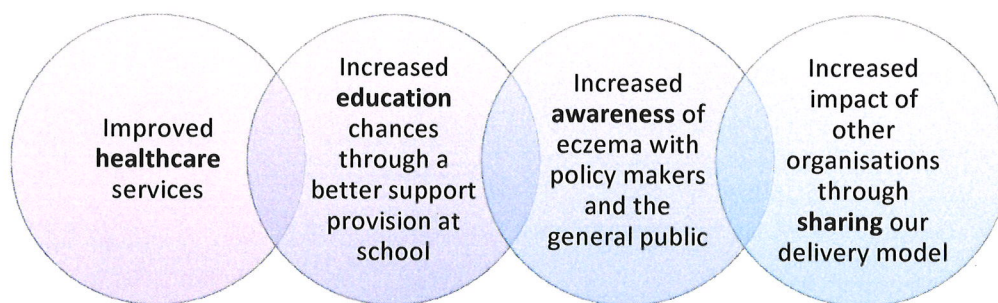 Improved
healthcare
services
Increased
education
chances
through a
better support
provision at
school
Increased
awareness of
eczema with
policy makers
and the
general public
Increased
impact of
other
organisations
through
sharing our
delivery model